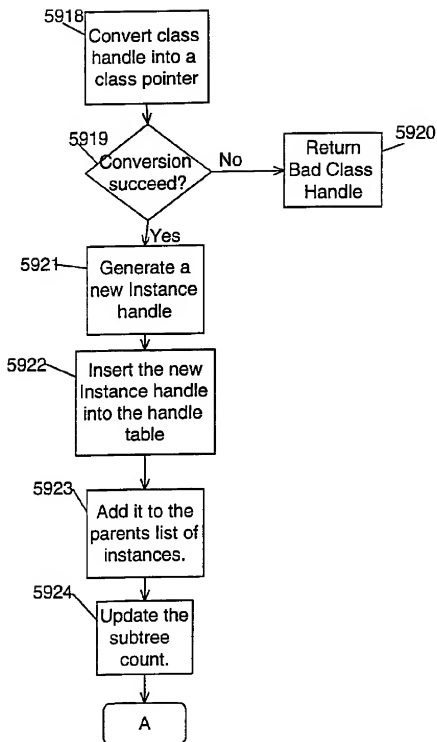 5918
Convert class
handle into a
class pointer
5919
Conversion
succeed?
No
Return
Bad Class
Handle
5920
Yes
5921
Generate a
new Instance
handle
5922
Insert the new
Instance handle
into the handle
table
5923
Add it to the
parents list of
instances.
5924
Update the
subtree
count.
A